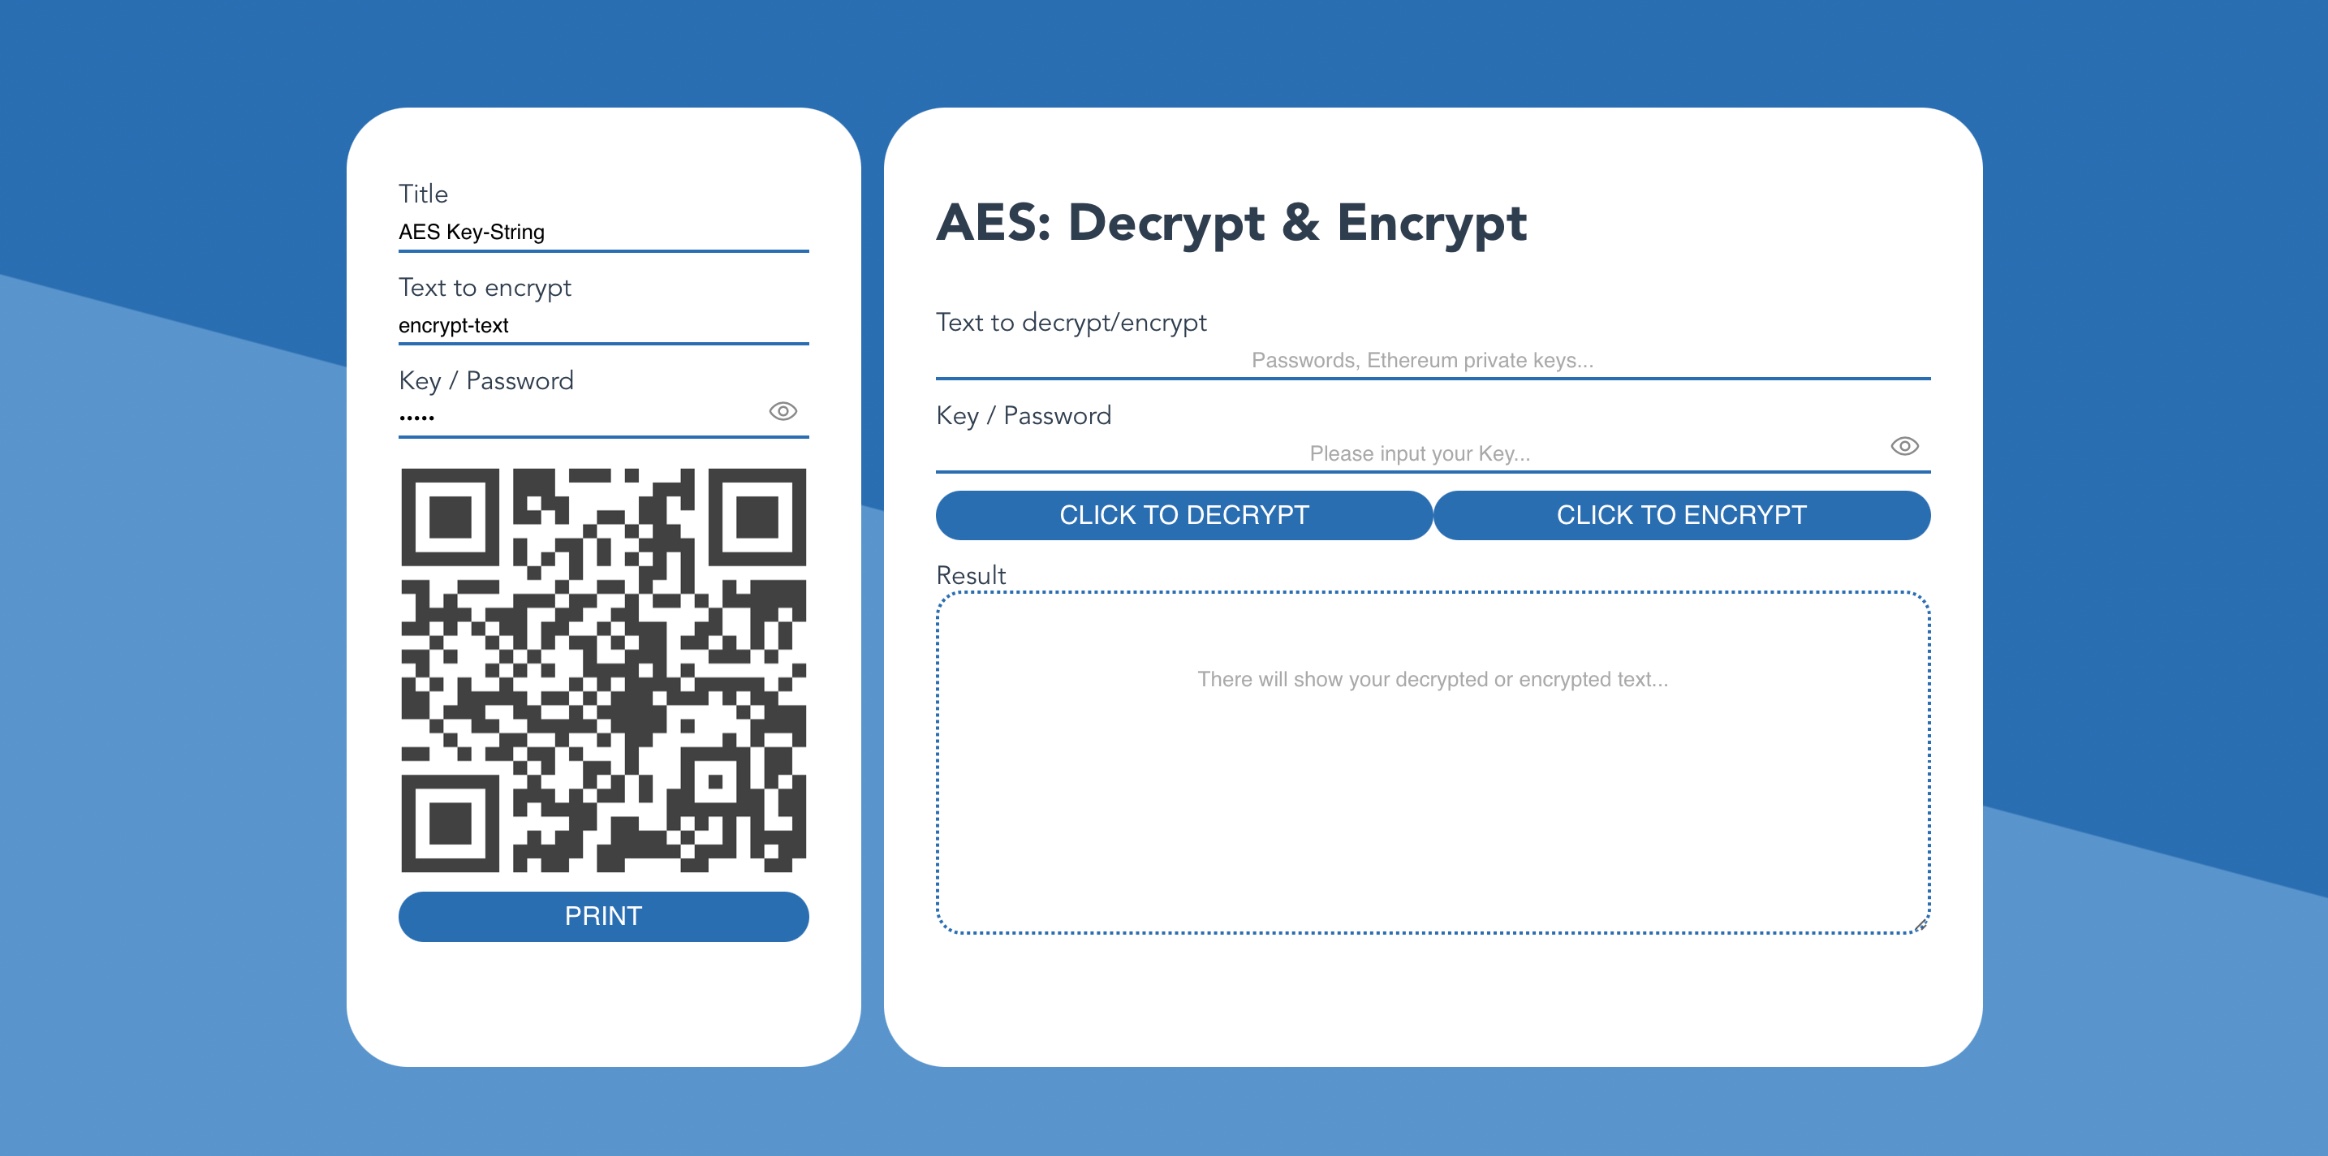 Title
AES Key-String
Text to encrypt
encrypt-text
Key / Password
•••••
PRINT
AES: Decrypt & Encrypt
Text to decrypt/encrypt
Passwords, Ethereum private keys...
Key / Password
Please input your Key...
CLICK TO DECRYPT
CLICK TO ENCRYPT
Result
There will show your decrypted or encrypted text...